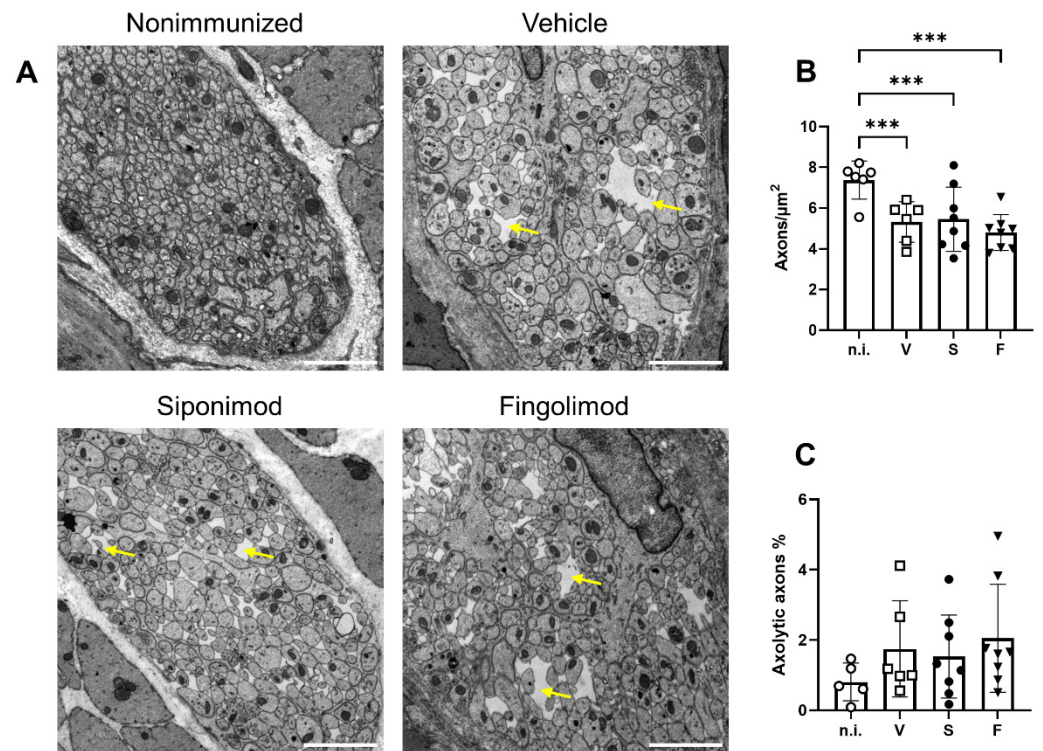 Nonimmunized
Vehicle
A
Siponimod
Fingolimod
B
***
***
***
Axons/μm²
10
8
6
4
2
0
n.i. V S F
C
Axolytic axons %
6
4
2
0
n.i. V S F